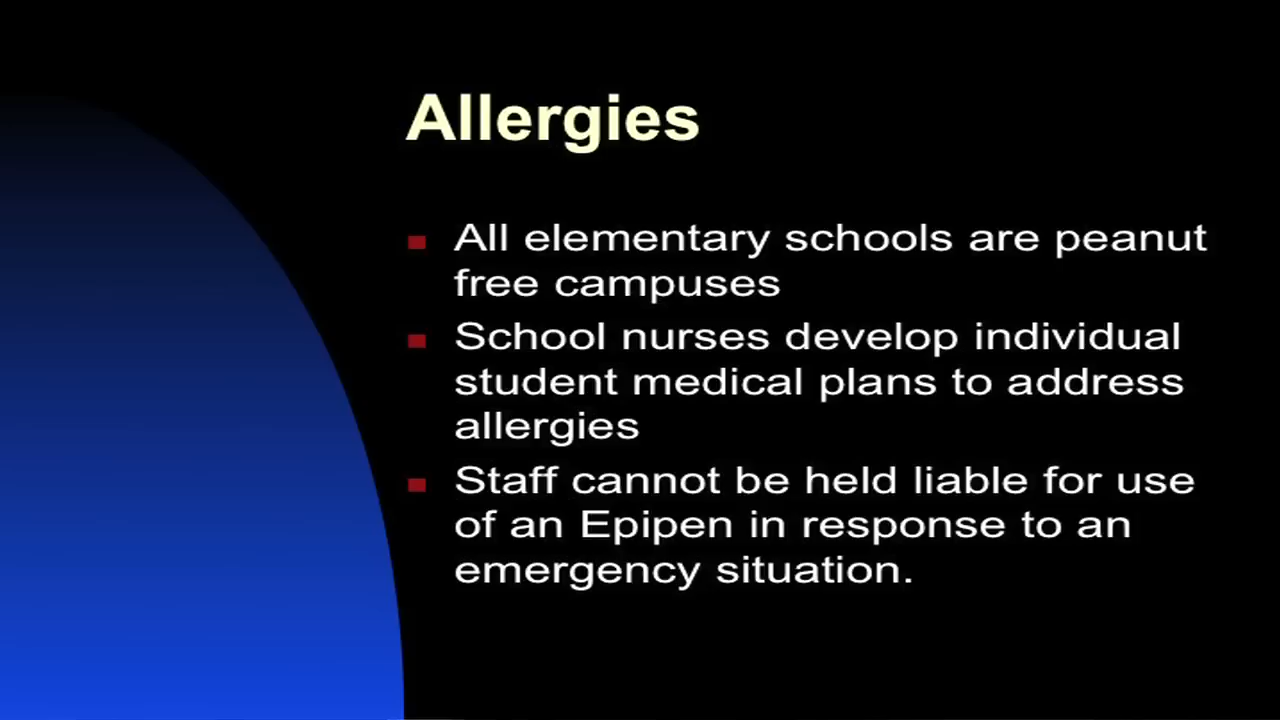 Allergies
All elementary schools are peanut
free campuses
School nurses develop individual
student medical plans to address
allergies
Staff cannot be held liable for use
of an Epipen in response to an
emergency situation.